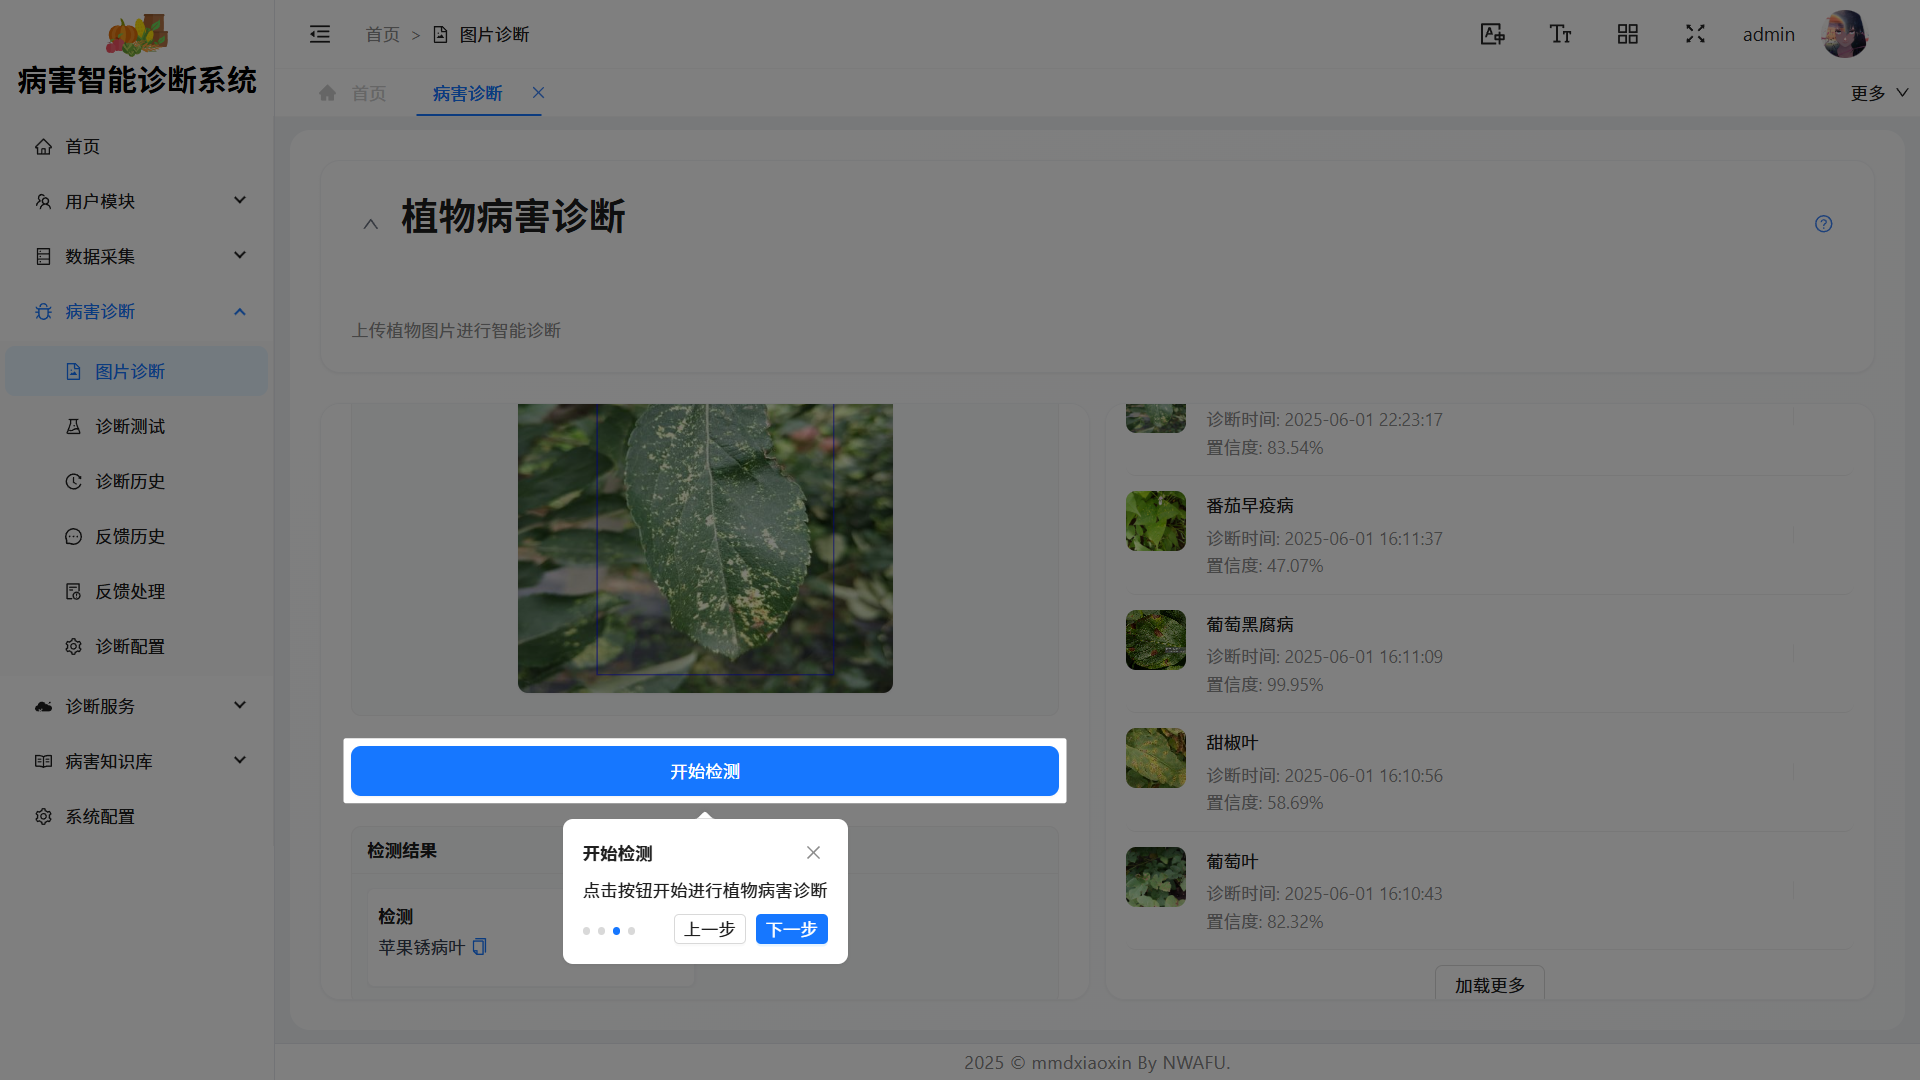 病害智能诊断系统
首页
用户模块
数据采集
病害诊断
图片诊断
诊断测试
诊断历史
反馈历史
反馈处理
诊断配置
诊断服务
病害知识库
系统配置
首页 > 图片诊断
admin
首页
病害诊断
更多
植物病害诊断
上传植物图片进行智能诊断
开始检测
检测结果
检测
苹果锈病叶
开始检测
点击按钮开始进行植物病害诊断
上一步
下一步
诊断时间: 2025-06-01 22:23:17
置信度: 83.54%
番茄早疫病
诊断时间: 2025-06-01 16:11:37
置信度: 47.07%
葡萄黑腐病
诊断时间: 2025-06-01 16:11:09
置信度: 99.95%
甜椒叶
诊断时间: 2025-06-01 16:10:56
置信度: 58.69%
葡萄叶
诊断时间: 2025-06-01 16:10:43
置信度: 82.32%
加载更多
2025 © mmdxiaoxin By NWAFU.